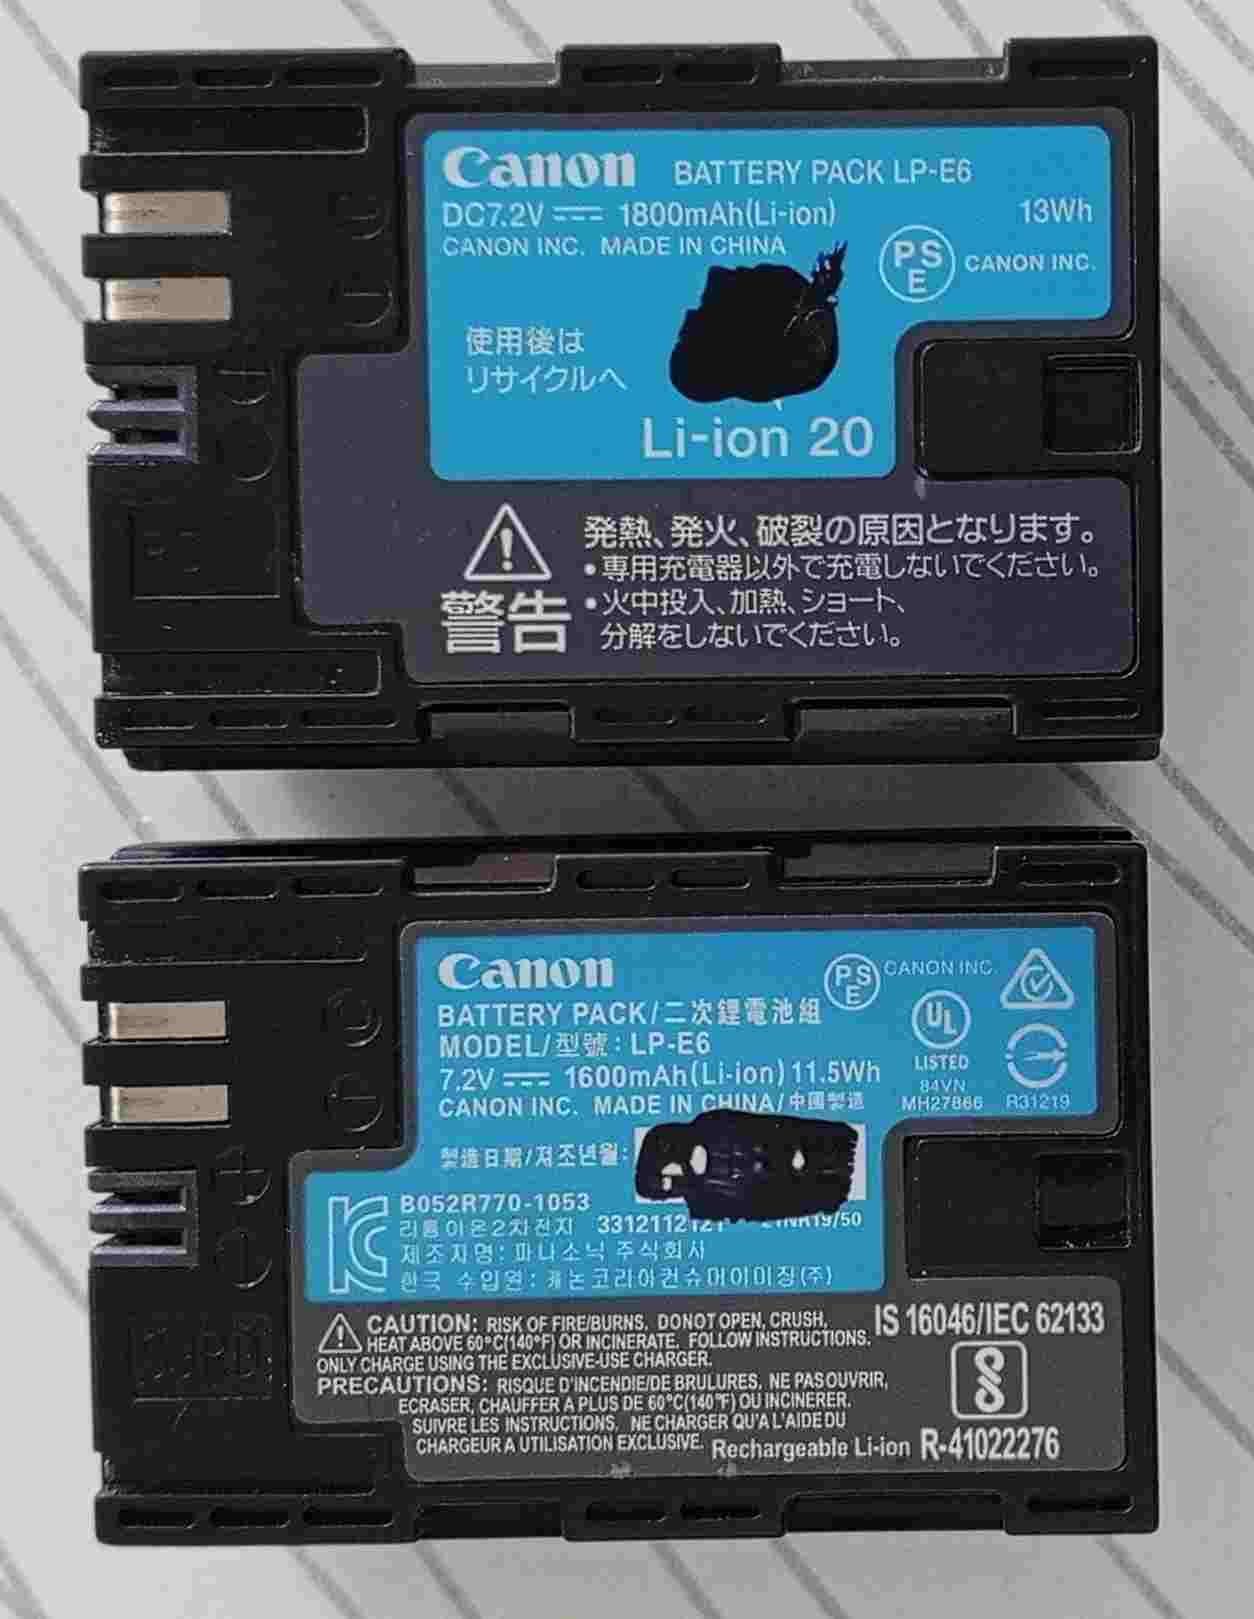 Canon BATTERY PACK LP-E6
DC7.2V ⎓ 1800mAh(Li-ion) 13Wh
CANON INC. MADE IN CHINA
PSE CANON INC.
使用後は
リサイクルへ
Li-ion 20
警告
発熱、発火、破裂の原因となります。
・専用充電器以外で充電しないでください。
・火中投入、加熱、ショート、
分解をしないでください。
Canon
BATTERY PACK/二次鋰電池組
MODEL/型號: LP-E6
7.2V ⎓ 1600mAh(Li-ion) 11.5Wh
CANON INC. MADE IN CHINA/中國製造
PSE CANON INC.
UL
LISTED
84VN
MH27866
R31219
製造日期/제조년월:
B052R770-1053
리튬이온2차전지 3312112121 21NR19/50
제조자명: 파나소닉 주식회사
한국 수입원: 캐논코리아컨슈머이미징(주)
CAUTION: RISK OF FIRE/BURNS. DO NOT OPEN, CRUSH,
HEAT ABOVE 60°C(140°F) OR INCINERATE. FOLLOW INSTRUCTIONS.
ONLY CHARGE USING THE EXCLUSIVE-USE CHARGER.
PRECAUTIONS: RISQUE D'INCENDIE/DE BRULURES. NE PAS OUVRIR,
ECRASER, CHAUFFER A PLUS DE 60°C(140°F) OU INCINERER.
SUIVRE LES INSTRUCTIONS. NE CHARGER QU'A L'AIDE DU
CHARGEUR A UTILISATION EXCLUSIVE.
Rechargeable Li-ion
IS 16046/IEC 62133
R-41022276